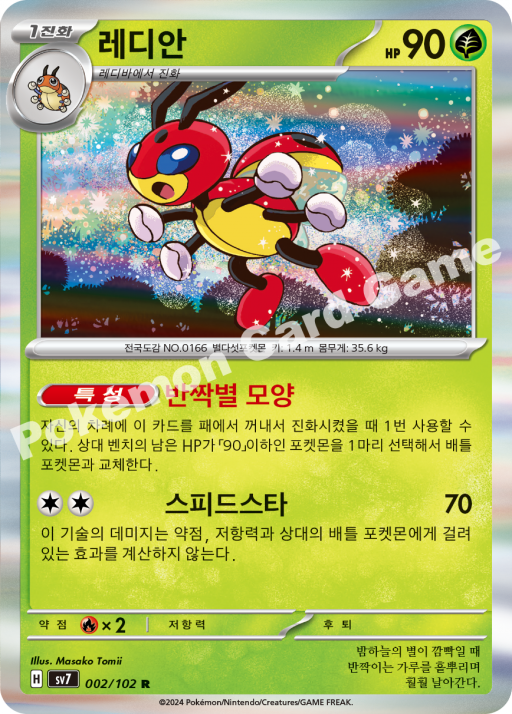 1진화
레디안
HP 90
레디바에서 진화
전국도감 NO.0166 별다섯포켓몬 키: 1.4 m 몸무게: 35.6 kg
특성 반짝별 모양
자신의 차례에 이 카드를 패에서 꺼내서 진화시켰을 때 1번 사용할 수
있다. 상대 벤치의 남은 HP가 「90」이하인 포켓몬을 1마리 선택해서 배틀
포켓몬과 교체한다.
스피드스타 70
이 기술의 데미지는 약점, 저항력과 상대의 배틀 포켓몬에게 걸려
있는 효과를 계산하지 않는다.
약점 ×2 저항력 후퇴
Illus. Masako Tomii
H sv7 002/102 R
밤하늘의 별이 깜빡일 때
반짝이는 가루를 흩뿌리며
훨훨 날아간다.
©2024 Pokémon/Nintendo/Creatures/GAME FREAK.
Pokémon Card Game